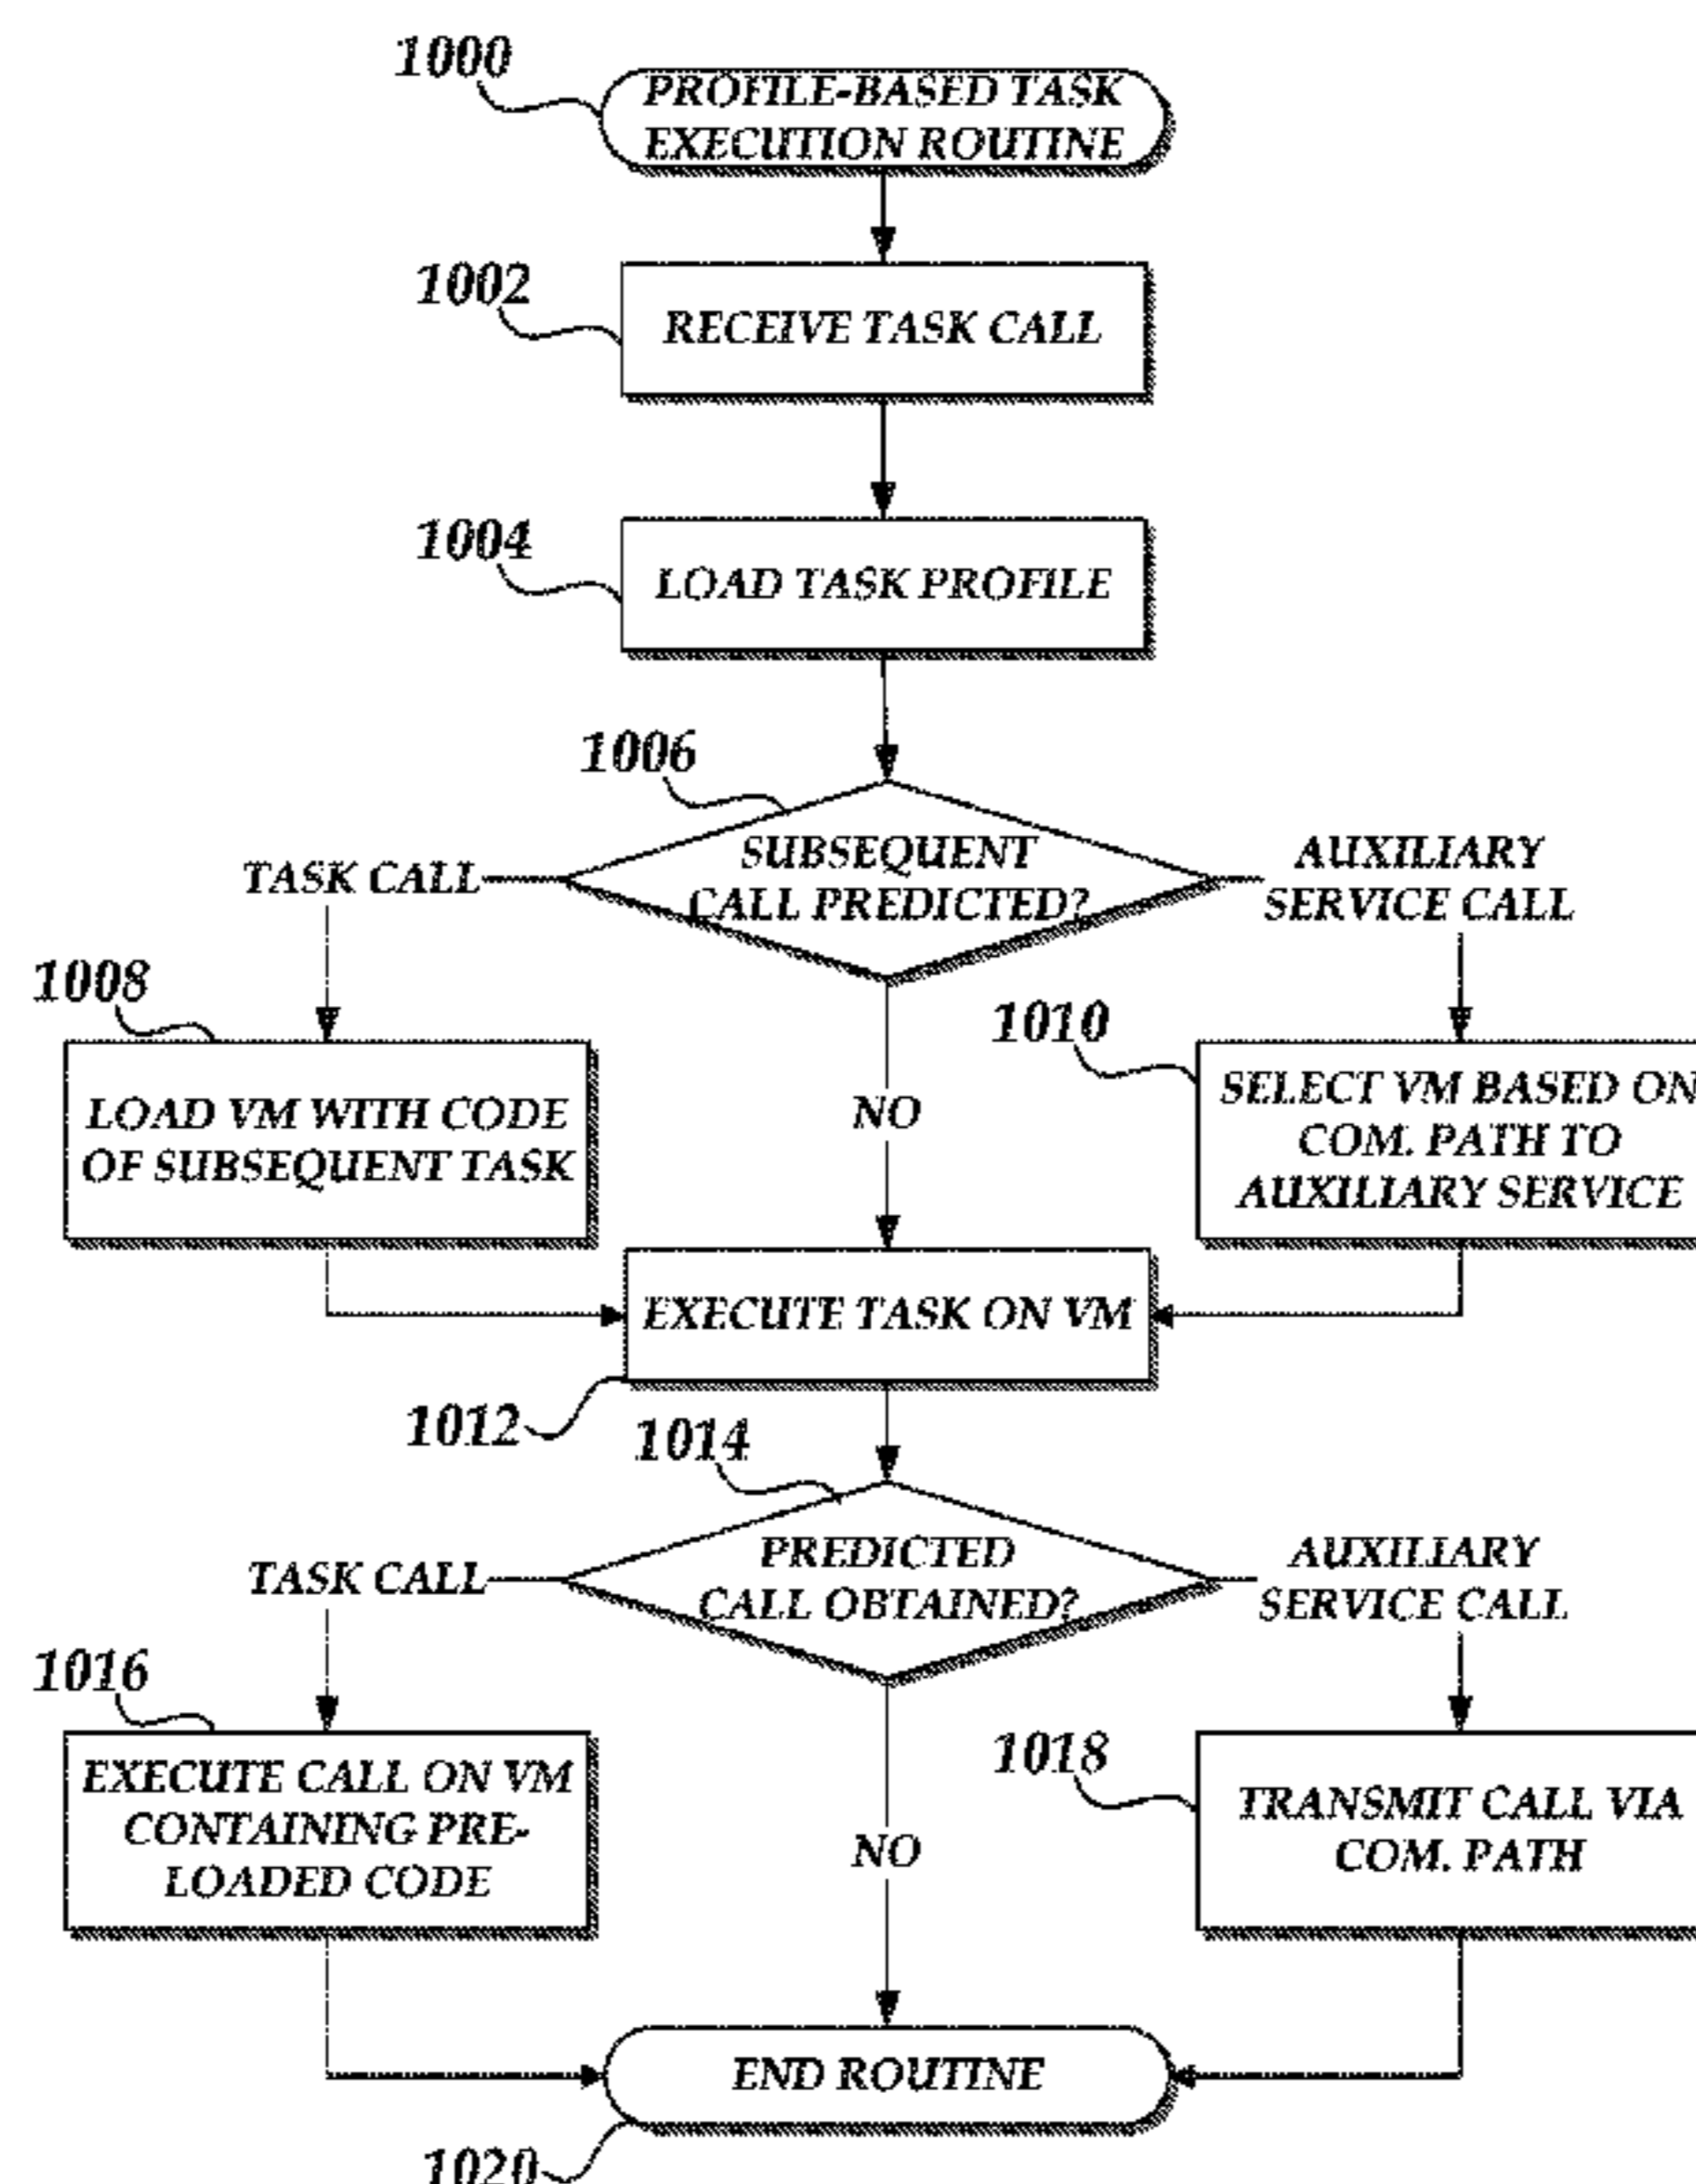 1000
PROFILE-BASED TASK
EXECUTION ROUTINE
1002
RECEIVE TASK CALL
1004
LOAD TASK PROFILE
1006
SUBSEQUENT
CALL PREDICTED?
TASK CALL
AUXILIARY
SERVICE CALL
1008
LOAD VM WITH CODE
OF SUBSEQUENT TASK
NO
1010
SELECT VM BASED ON
COM. PATH TO
AUXILIARY SERVICE
EXECUTE TASK ON VM
1012
1014
PREDICTED
CALL OBTAINED?
TASK CALL
AUXILIARY
SERVICE CALL
1016
EXECUTE CALL ON VM
CONTAINING PRE-
LOADED CODE
NO
1018
TRANSMIT CALL VIA
COM. PATH
END ROUTINE
1020